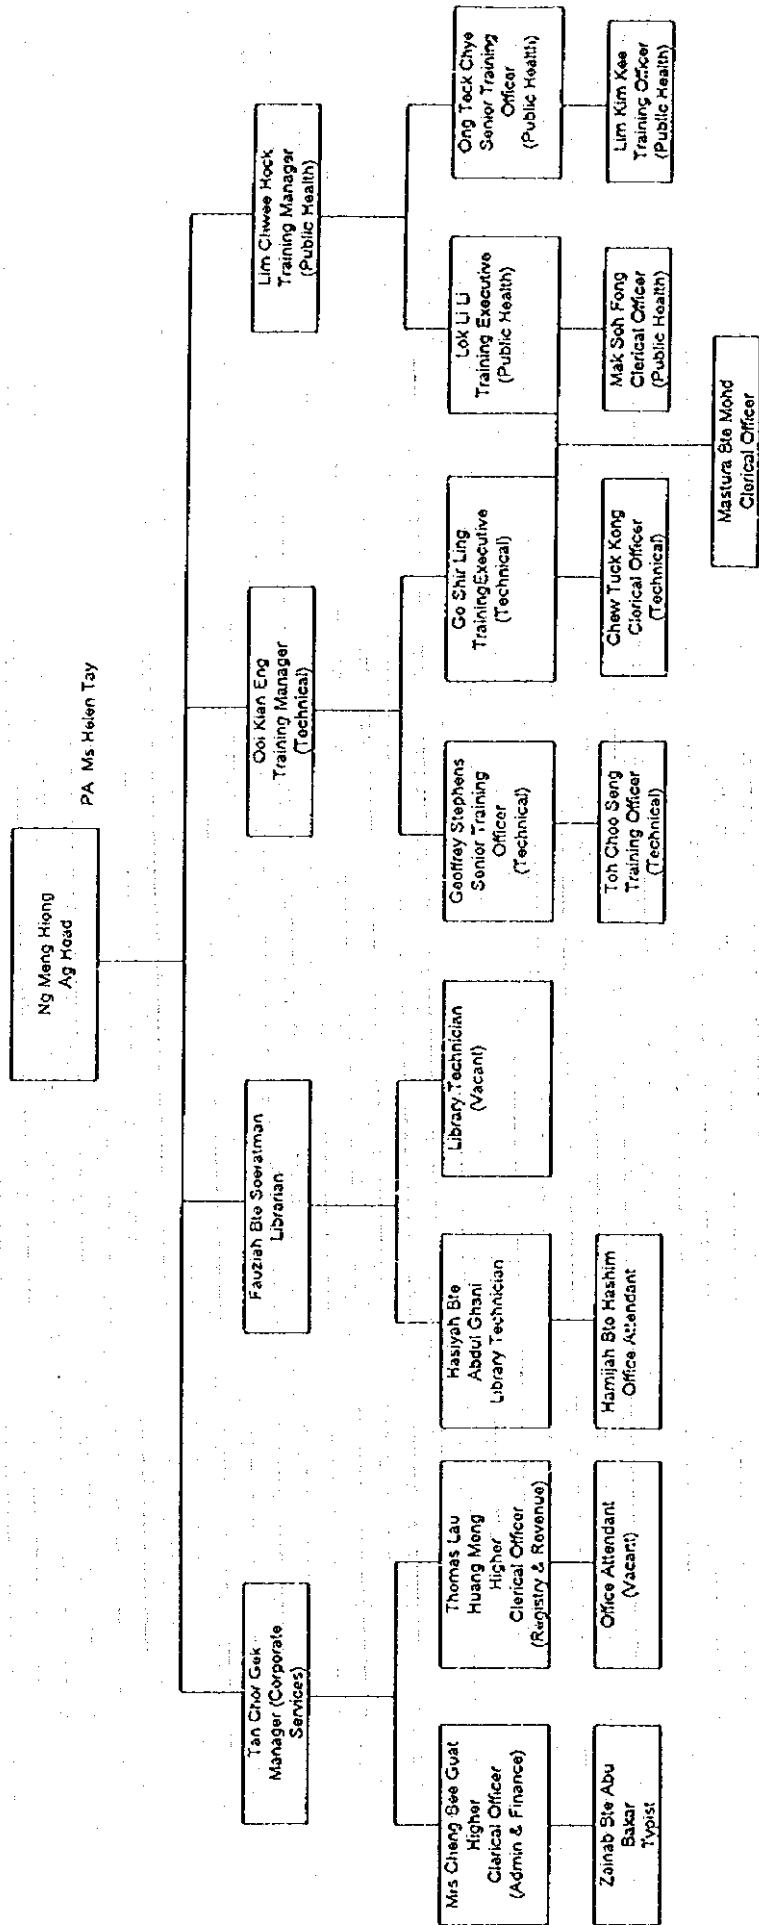 Ng Meng Hiong
Ag Head
PA Ms Helen Tay
Tan Chor Gek
Manager (Corporate
Services)
Fauziah Bte Soeratman
Librarian
Ooi Kian Eng
Training Manager
(Technical)
Lim Chwee Hock
Training Manager
(Public Health)
Mrs Cheng Bee Guat
Higher
Clerical Officer
(Admin & Finance)
Thomas Lau
Huang Meng
Higher
Clerical Officer
(Registry & Revenue)
Hasiyah Bte
Abdul Ghani
Library Technician
Library Technician
(Vacant)
Geoffrey Stephens
Senior Training
Officer
(Technical)
Go Shir Ling
TrainingExecutive
(Technical)
Lok Li Li
Training Executive
(Public Health)
Ong Teck Chye
Senior Training
Officer
(Public Health)
Zainab Bte Abu
Bakar
Typist
Office Attendant
(Vacant)
Hamijah Bte Hashim
Office Attendant
Toh Choo Seng
Training Officer
(Technical)
Chew Tuck Kong
Clerical Officer
(Technical)
Mak Soh Fong
Clerical Officer
(Public Health)
Lim Kim Kee
Training Officer
(Public Health)
Mastura Bte Mohd
Clerical Officer